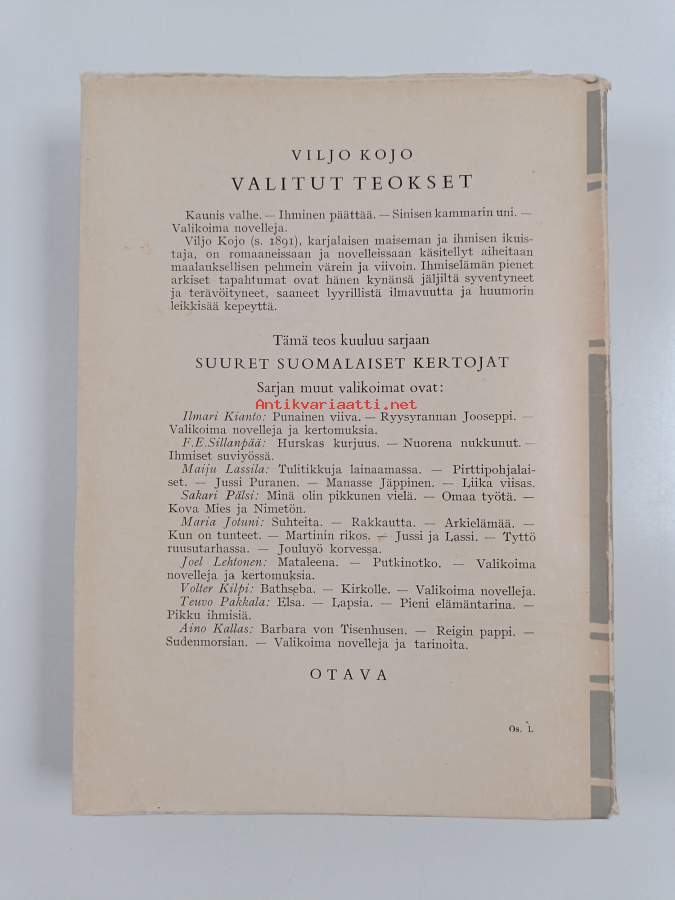 VILJO KOJO
VALITUT TEOKSET
Kaunis valhe. — Ihminen päättää. — Sinisen kammarin uni. —
Valikoima novelleja.
Viljo Kojo (s. 1891), karjalaisen maiseman ja ihmisen ikuis-
taja, on romaaneissaan ja novelleissaan käsitellyt aiheitaan
maalauksellisen pehmein värein ja viivoin. Ihmiselämän pienet
arkiset tapahtumat ovat hänen kynänsä jäljiltä syventyneet
ja terävöityneet, saaneet lyyrillistä ilmavuutta ja huumorin
leikkisää kepeyttä.
Tämä teos kuuluu sarjaan
SUURET SUOMALAISET KERTOJAT
Sarjan muut valikoimat ovat:
Antikvariaatti.net
Ilmari Kianto: Punainen viiva. — Ryysyrannan Jooseppi. —
Valikoima novelleja ja kertomuksia.
F.E.Sillanpää: Hurskas kurjuus. — Nuorena nukkunut. —
Ihmiset suviyössä.
Maiju Lassila: Tulitikkuja lainaamassa. — Pirttipohjalai-
set. — Jussi Puranen. — Manasse Jäppinen. — Liika viisas.
Sakari Pälsi: Minä olin pikkunen vielä. — Omaa työtä. —
Kova Mies ja Nimetön.
Maria Jotuni: Suhteita. — Rakkautta. — Arkielämää. —
Kun on tunteet. — Martinin rikos. — Jussi ja Lassi. — Tyttö
ruusutarhassa. — Jouluyö korvessa.
Joel Lehtonen: Mataleena. — Putkinotko. — Valikoima
novelleja ja kertomuksia.
Volter Kilpi: Bathseba. — Kirkolle. — Valikoima novelleja.
Teuvo Pakkala: Elsa. — Lapsia. — Pieni elämäntarina. —
Pikku ihmisiä.
Aino Kallas: Barbara von Tisenhusen. — Reigin pappi. —
Sudenmorsian. — Valikoima novelleja ja tarinoita.
OTAVA
Os. L